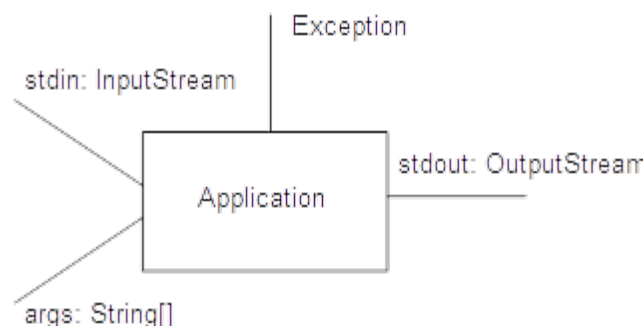 Exception
stdin: InputStream
stdout: OutputStream
Application
args: String[]